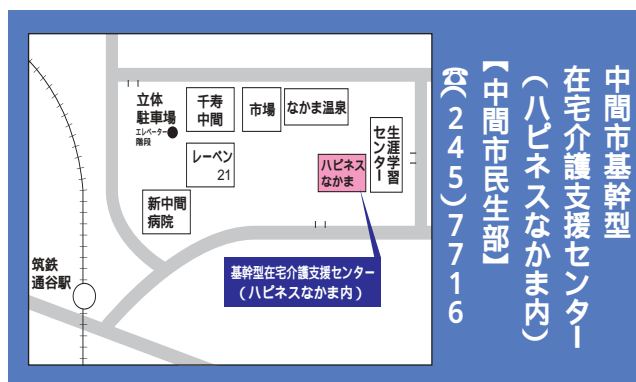 中間市基幹型
在宅介護支援センター
（ハピネスなかま内）
【中間市民生部】
☎（245）7716
立体
駐車場
エレベーター
階段
千寿
中間
市場
なかま温泉
レーベン
21
ハピネス
なかま
生涯学習
センター
新中間
病院
筑鉄
通谷駅
基幹型在宅介護支援センター
（ハピネスなかま内）